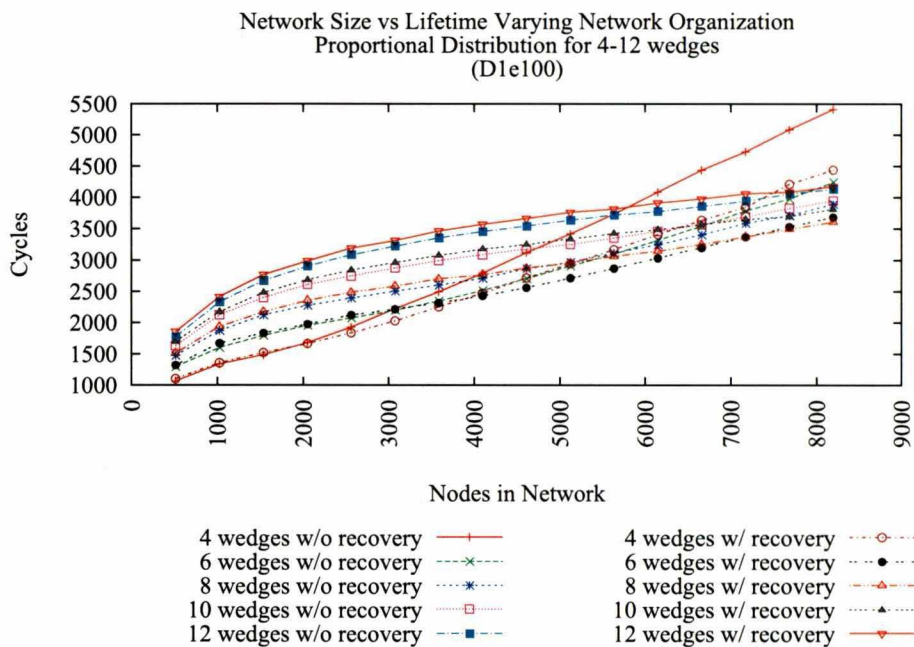 Network Size vs Lifetime Varying Network Organization
Proportional Distribution for 4-12 wedges
(D1e100)
5500
5000
4500
4000
3500
3000
2500
2000
1500
1000
Cycles
0
1000
2000
3000
4000
5000
6000
7000
8000
9000
Nodes in Network
4 wedges w/o recovery
6 wedges w/o recovery
8 wedges w/o recovery
10 wedges w/o recovery
12 wedges w/o recovery
4 wedges w/ recovery
6 wedges w/ recovery
8 wedges w/ recovery
10 wedges w/ recovery
12 wedges w/ recovery